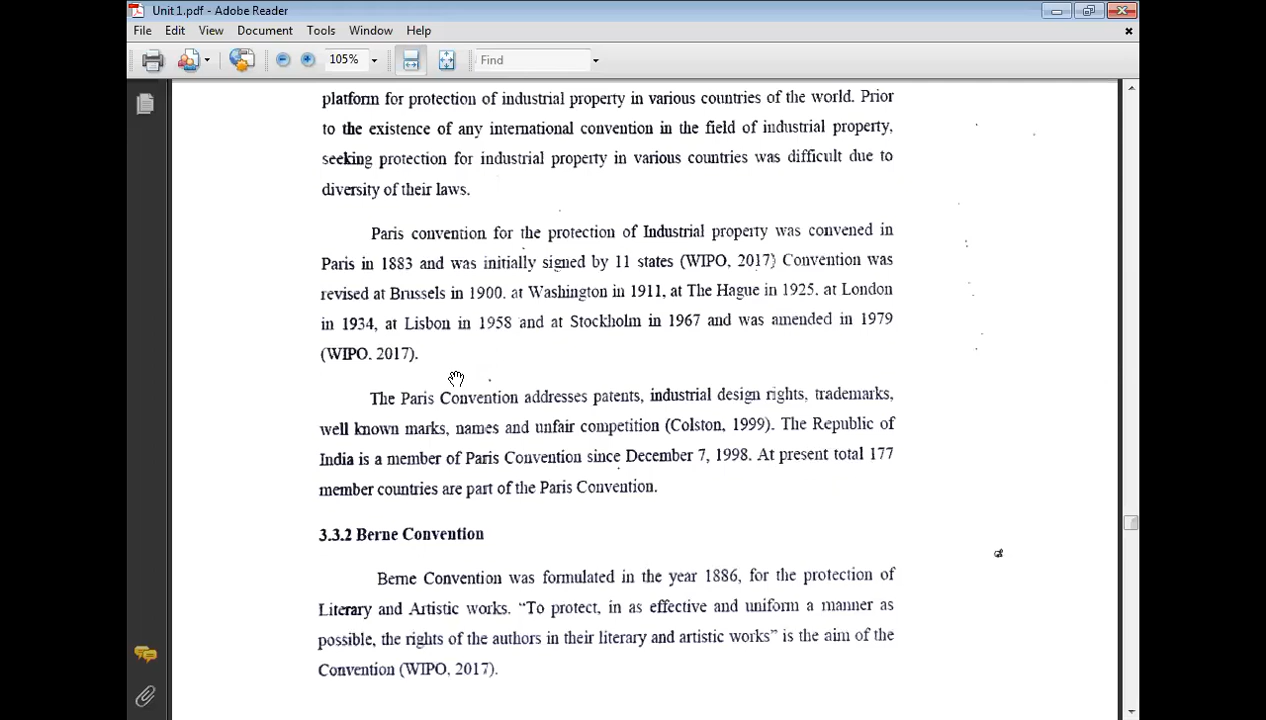 Unit 1.pdf - Adobe Reader
File Edit View Document Tools Window Help
105% Find
platform for protection of industrial property in various countries of the world. Prior
to the existence of any international convention in the field of industrial property,
seeking protection for industrial property in various countries was difficult due to
diversity of their laws.
Paris convention for the protection of Industrial property was convened in
Paris in 1883 and was initially signed by 11 states (WIPO, 2017) Convention was
revised at Brussels in 1900. at Washington in 1911, at The Hague in 1925. at London
in 1934, at Lisbon in 1958 and at Stockholm in 1967 and was amended in 1979
(WIPO. 2017).
The Paris Convention addresses patents, industrial design rights, trademarks,
well known marks, names and unfair competition (Colston, 1999). The Republic of
India is a member of Paris Convention since December 7, 1998. At present total 177
member countries are part of the Paris Convention.
3.3.2 Berne Convention
Berne Convention was formulated in the year 1886, for the protection of
Literary and Artistic works. “To protect, in as effective and uniform a manner as
possible, the rights of the authors in their literary and artistic works” is the aim of the
Convention (WIPO, 2017).